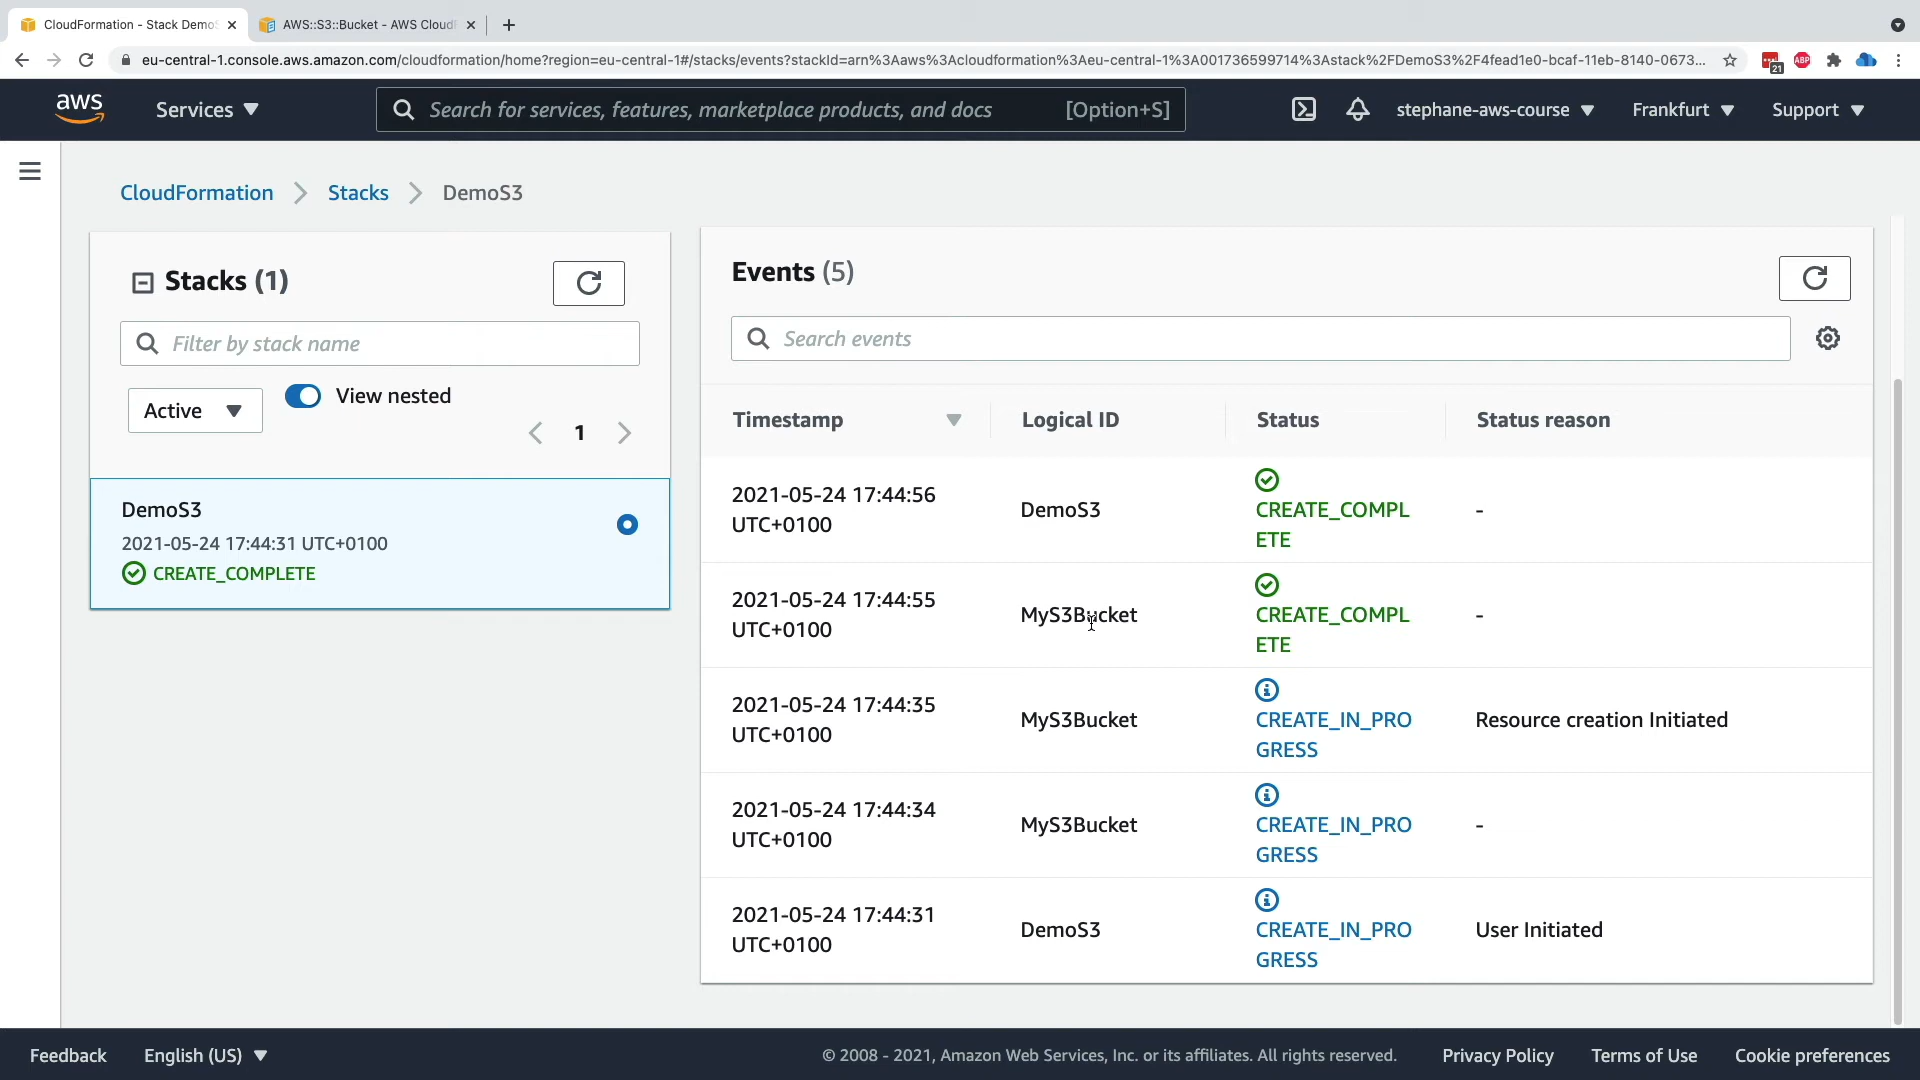 CloudFormation - Stack Demo
AWS::S3::Bucket - AWS Cloud
eu-central-1.console.aws.amazon.com/cloudformation/home?region=eu-central-1#/stacks/events?stackId=arn%3Aaws%3Acloudformation%3Aeu-central-1%3A001736599714%3Astack%2FDemoS3%2F4fead1e0-bcaf-11eb-8140-0673...
21
ABP
aws
Services
Search for services, features, marketplace products, and docs
[Option+S]
stephane-aws-course
Frankfurt
Support
CloudFormation
Stacks
DemoS3
Stacks (1)
Filter by stack name
Active
View nested
1
DemoS3
2021-05-24 17:44:31 UTC+0100
CREATE_COMPLETE
Events (5)
Search events
Timestamp
Logical ID
Status
Status reason
2021-05-24 17:44:56
UTC+0100
DemoS3
CREATE_COMPL
ETE
-
2021-05-24 17:44:55
UTC+0100
MyS3Bucket
CREATE_COMPL
ETE
-
2021-05-24 17:44:35
UTC+0100
MyS3Bucket
CREATE_IN_PRO
GRESS
Resource creation Initiated
2021-05-24 17:44:34
UTC+0100
MyS3Bucket
CREATE_IN_PRO
GRESS
-
2021-05-24 17:44:31
UTC+0100
DemoS3
CREATE_IN_PRO
GRESS
User Initiated
Feedback
English (US)
© 2008 - 2021, Amazon Web Services, Inc. or its affiliates. All rights reserved.
Privacy Policy
Terms of Use
Cookie preferences